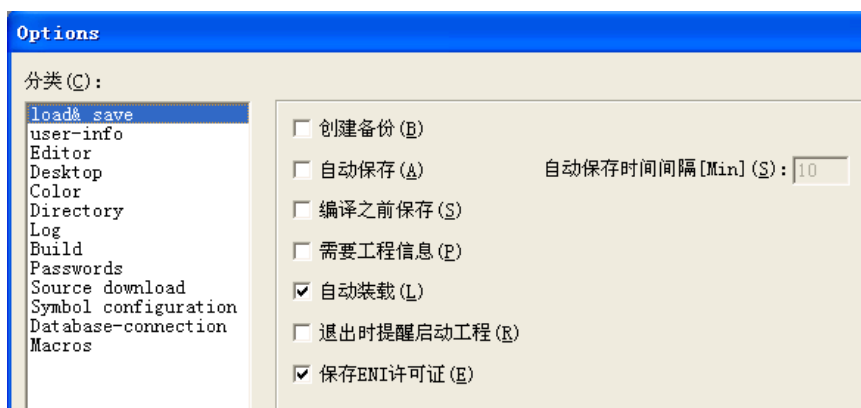 Options
分类(C):
load& save
user-info
Editor
Desktop
Color
Directory
Log
Build
Passwords
Source download
Symbol configuration
Database-connection
Macros
创建备份(B)
自动保存(A) 自动保存时间间隔[Min](S): 10
编译之前保存(S)
需要工程信息(P)
自动装载(L)
退出时提醒启动工程(R)
保存ENI许可证(E)